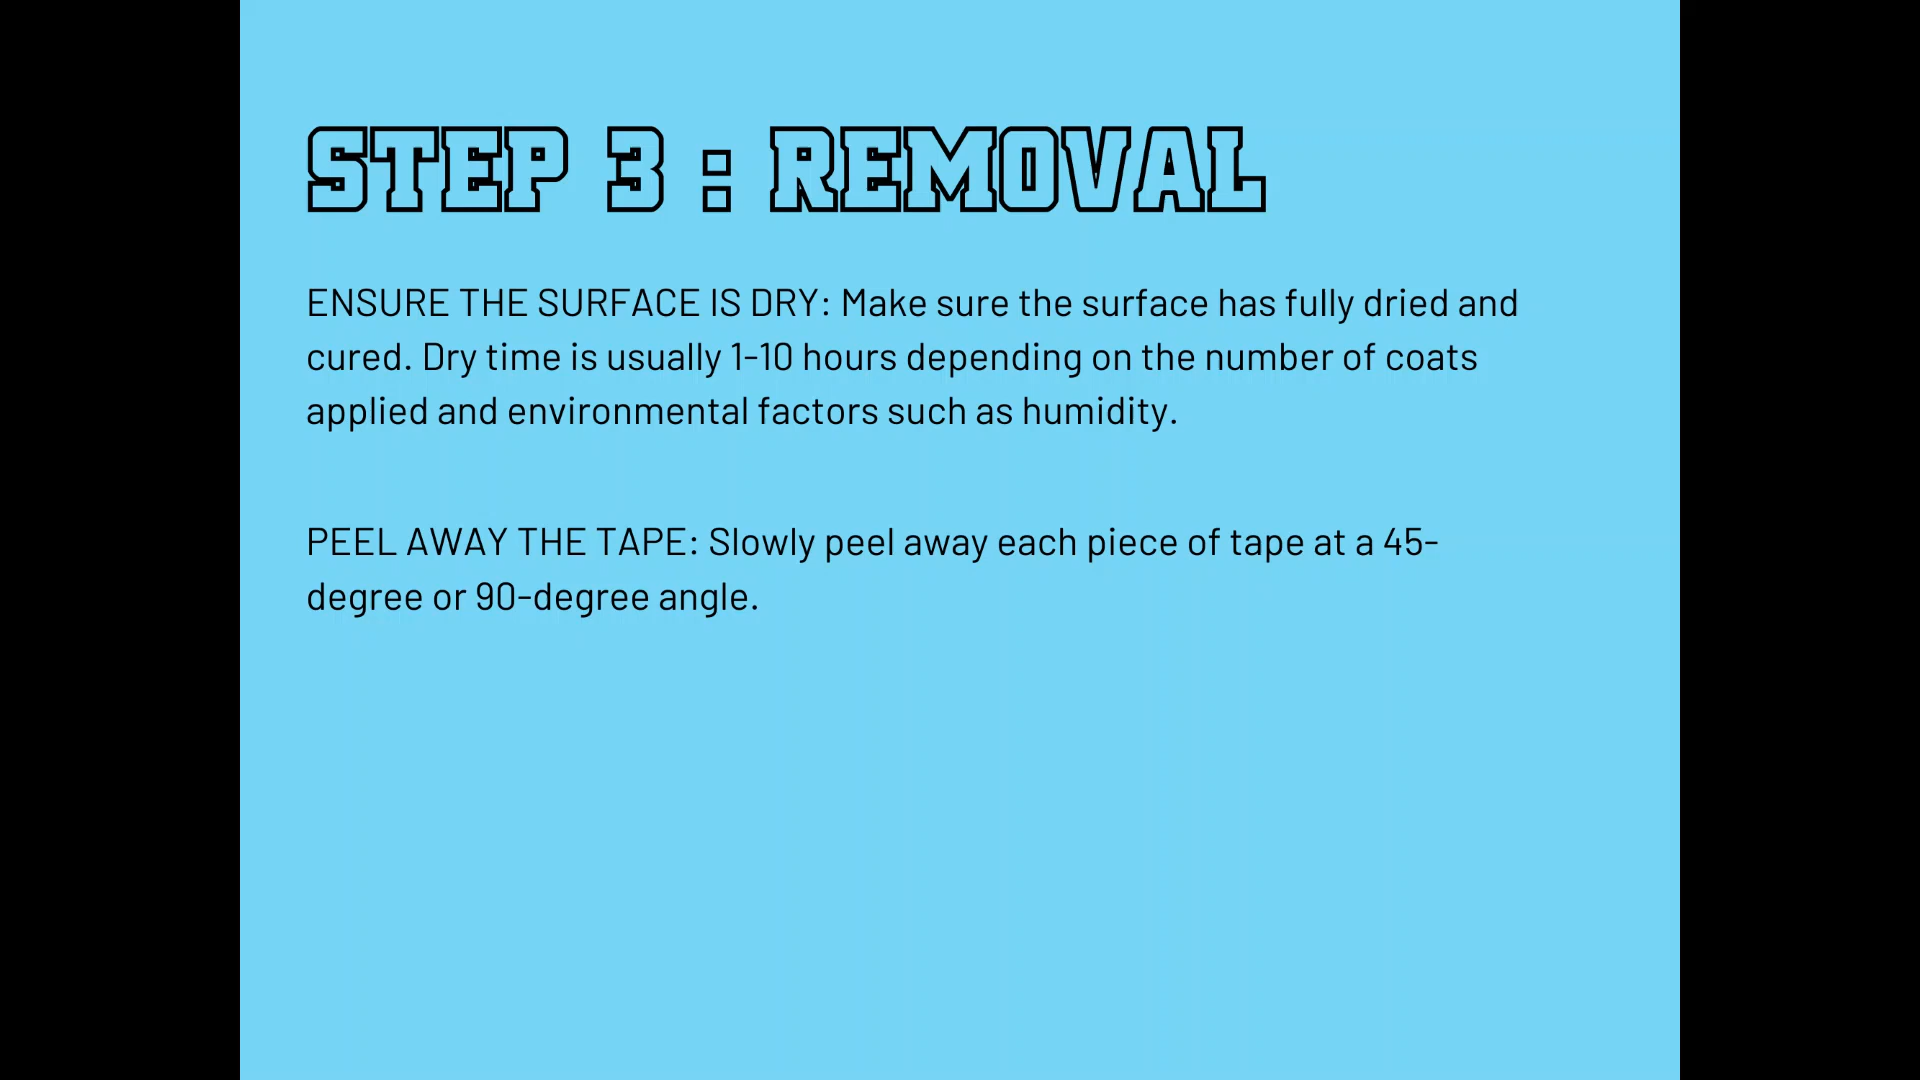 STEP 3 : REMOVAL
ENSURE THE SURFACE IS DRY: Make sure the surface has fully dried and
cured. Dry time is usually 1-10 hours depending on the number of coats
applied and environmental factors such as humidity.
PEEL AWAY THE TAPE: Slowly peel away each piece of tape at a 45-
degree or 90-degree angle.